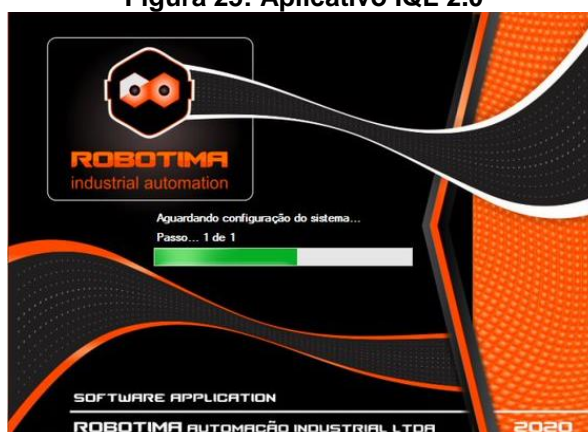 Figura 25: Aplicativo IQL 2.0
ROBOTIMA
industrial automation
Aguardando configuração do sistema...
Passo... 1 de 1
SOFTWARE APPLICATION
ROBOTIMA AUTOMAÇÃO INDUSTRIAL LTDA
2020